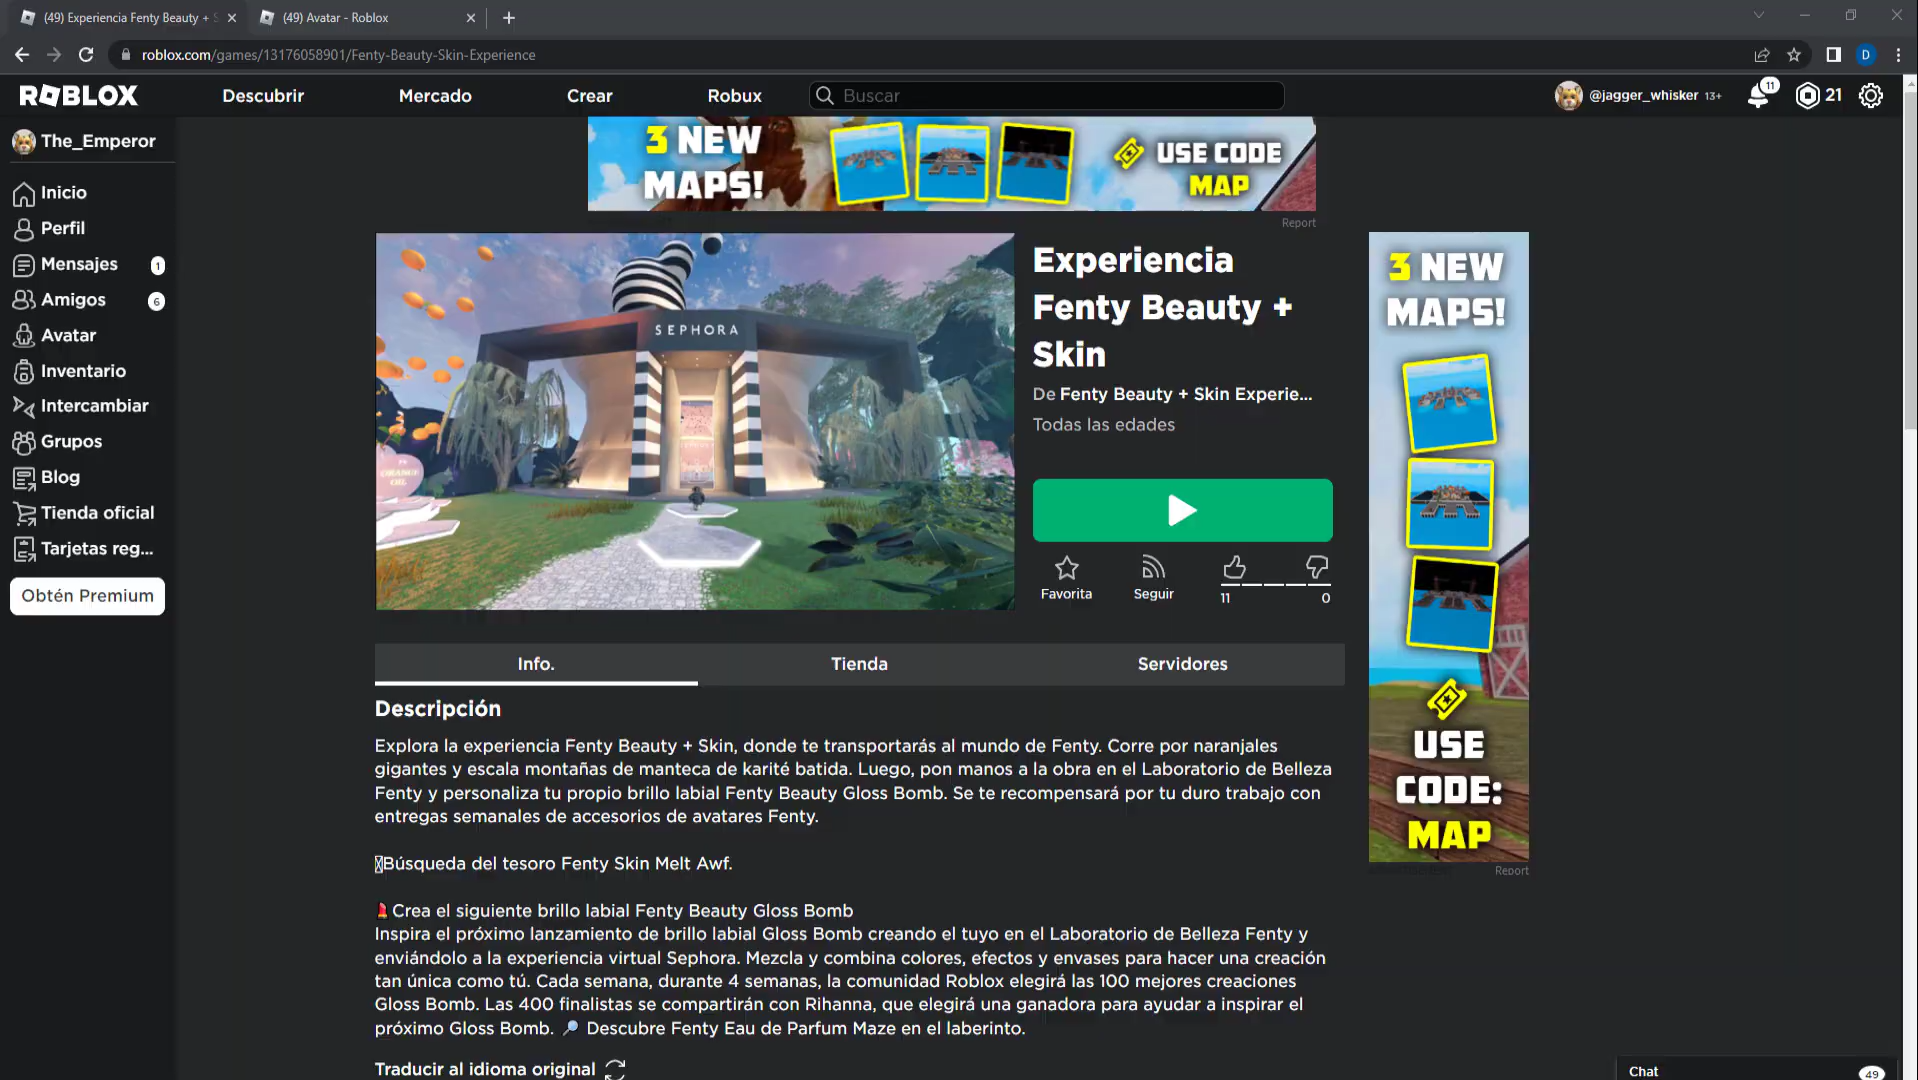 (49) Experiencia Fenty Beauty + S
(49) Avatar - Roblox
roblox.com/games/13176058901/Fenty-Beauty-Skin-Experience
D
ROBLOX
Descubrir
Mercado
Crear
Robux
Buscar
@jagger_whisker 13+
11
21
The_Emperor
Inicio
Perfil
Mensajes 1
Amigos 6
Avatar
Inventario
Intercambiar
Grupos
Blog
Tienda oficial
Tarjetas reg...
Obtén Premium
3 NEW
MAPS!
USE CODE
MAP
Report
SEPHORA
ORANGE
OIL
Experiencia
Fenty Beauty +
Skin
De Fenty Beauty + Skin Experie...
Todas las edades
Favorita
Seguir
11
0
3 NEW
MAPS!
USE
CODE:
MAP
Report
Info.
Tienda
Servidores
Descripción
Explora la experiencia Fenty Beauty + Skin, donde te transportarás al mundo de Fenty. Corre por naranjales
gigantes y escala montañas de manteca de karité batida. Luego, pon manos a la obra en el Laboratorio de Belleza
Fenty y personaliza tu propio brillo labial Fenty Beauty Gloss Bomb. Se te recompensará por tu duro trabajo con
entregas semanales de accesorios de avatares Fenty.
Búsqueda del tesoro Fenty Skin Melt Awf.
💄Crea el siguiente brillo labial Fenty Beauty Gloss Bomb
Inspira el próximo lanzamiento de brillo labial Gloss Bomb creando el tuyo en el Laboratorio de Belleza Fenty y
enviándolo a la experiencia virtual Sephora. Mezcla y combina colores, efectos y envases para hacer una creación
tan única como tú. Cada semana, durante 4 semanas, la comunidad Roblox elegirá las 100 mejores creaciones
Gloss Bomb. Las 400 finalistas se compartirán con Rihanna, que elegirá una ganadora para ayudar a inspirar el
próximo Gloss Bomb. 🔎 Descubre Fenty Eau de Parfum Maze en el laberinto.
Traducir al idioma original
Chat
49